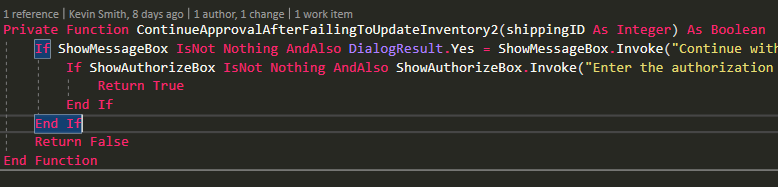 1 reference | Kevin Smith, 8 days ago | 1 author, 1 change | 1 work item
Private Function ContinueApprovalAfterFailingToUpdateInventory2(shippingID As Integer) As Boolean
If ShowMessageBox IsNot Nothing AndAlso DialogResult.Yes = ShowMessageBox.Invoke("Continue with
If ShowAuthorizeBox IsNot Nothing AndAlso ShowAuthorizeBox.Invoke("Enter the authorization
Return True
End If
End If
Return False
End Function